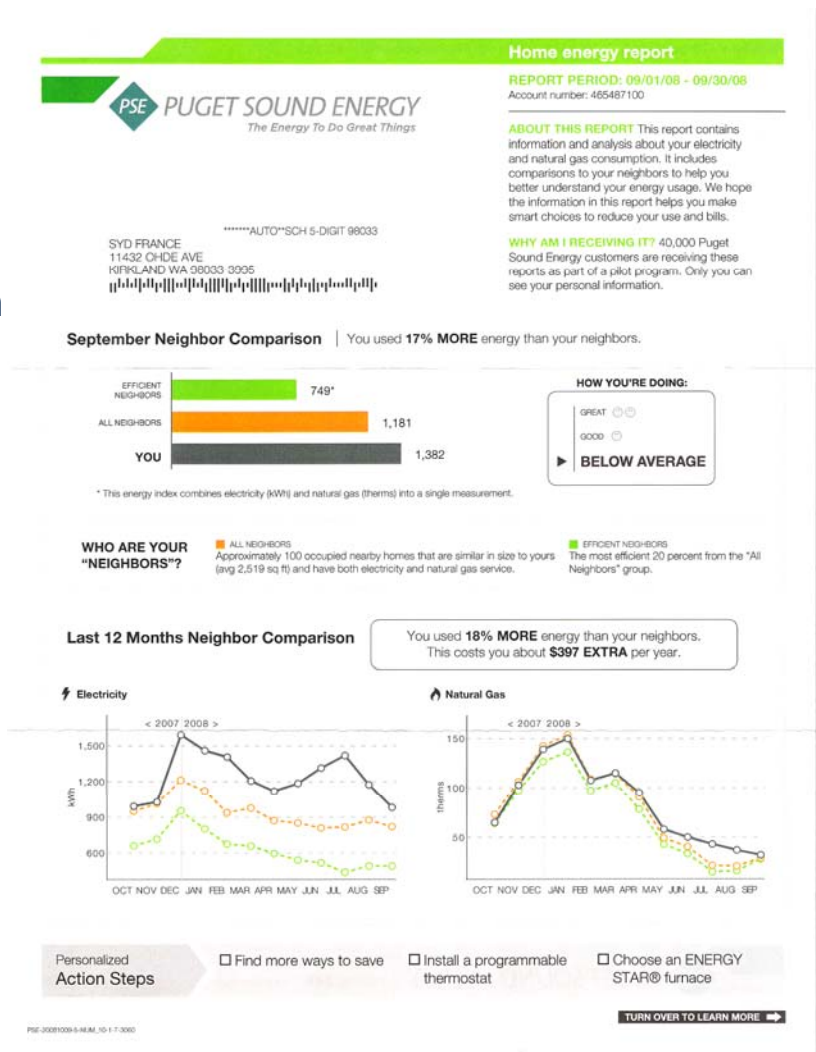 Home energy report
PSE PUGET SOUND ENERGY
The Energy To Do Great Things
REPORT PERIOD: 09/01/08 - 09/30/08
Account number: 465487100
ABOUT THIS REPORT This report contains
information and analysis about your electricity
and natural gas consumption. It includes
comparisons to your neighbors to help you
better understand your energy usage. We hope
the information in this report helps you make
smart choices to reduce your use and bills.
WHY AM I RECEIVING IT? 40,000 Puget
Sound Energy customers are receiving these
reports as part of a pilot program. Only you can
see your personal information.
*******AUTO**SCH 5-DIGIT 98033
SYD FRANCE
11432 OHDE AVE
KIRKLAND WA 98033 3995
September Neighbor Comparison | You used 17% MORE energy than your neighbors.
EFFICIENT
NEIGHBORS
749*
ALL NEIGHBORS
1,181
YOU
1,382
HOW YOU'RE DOING:
GREAT
GOOD
BELOW AVERAGE
* This energy index combines electricity (kWh) and natural gas (therms) into a single measurement.
WHO ARE YOUR
"NEIGHBORS"?
ALL NEIGHBORS
Approximately 100 occupied nearby homes that are similar in size to yours
(avg 2,519 sq ft) and have both electricity and natural gas service.
EFFICIENT NEIGHBORS
The most efficient 20 percent from the "All
Neighbors" group.
Last 12 Months Neighbor Comparison
You used 18% MORE energy than your neighbors.
This costs you about $397 EXTRA per year.
Electricity
< 2007 2008 >
1,500
1,200
900
600
kWh
OCT NOV DEC JAN FEB MAR APR MAY JUN JUL AUG SEP
Natural Gas
< 2007 2008 >
150
100
50
therms
OCT NOV DEC JAN FEB MAR APR MAY JUN JUL AUG SEP
Personalized
Action Steps
Find more ways to save
Install a programmable
thermostat
Choose an ENERGY
STAR® furnace
TURN OVER TO LEARN MORE